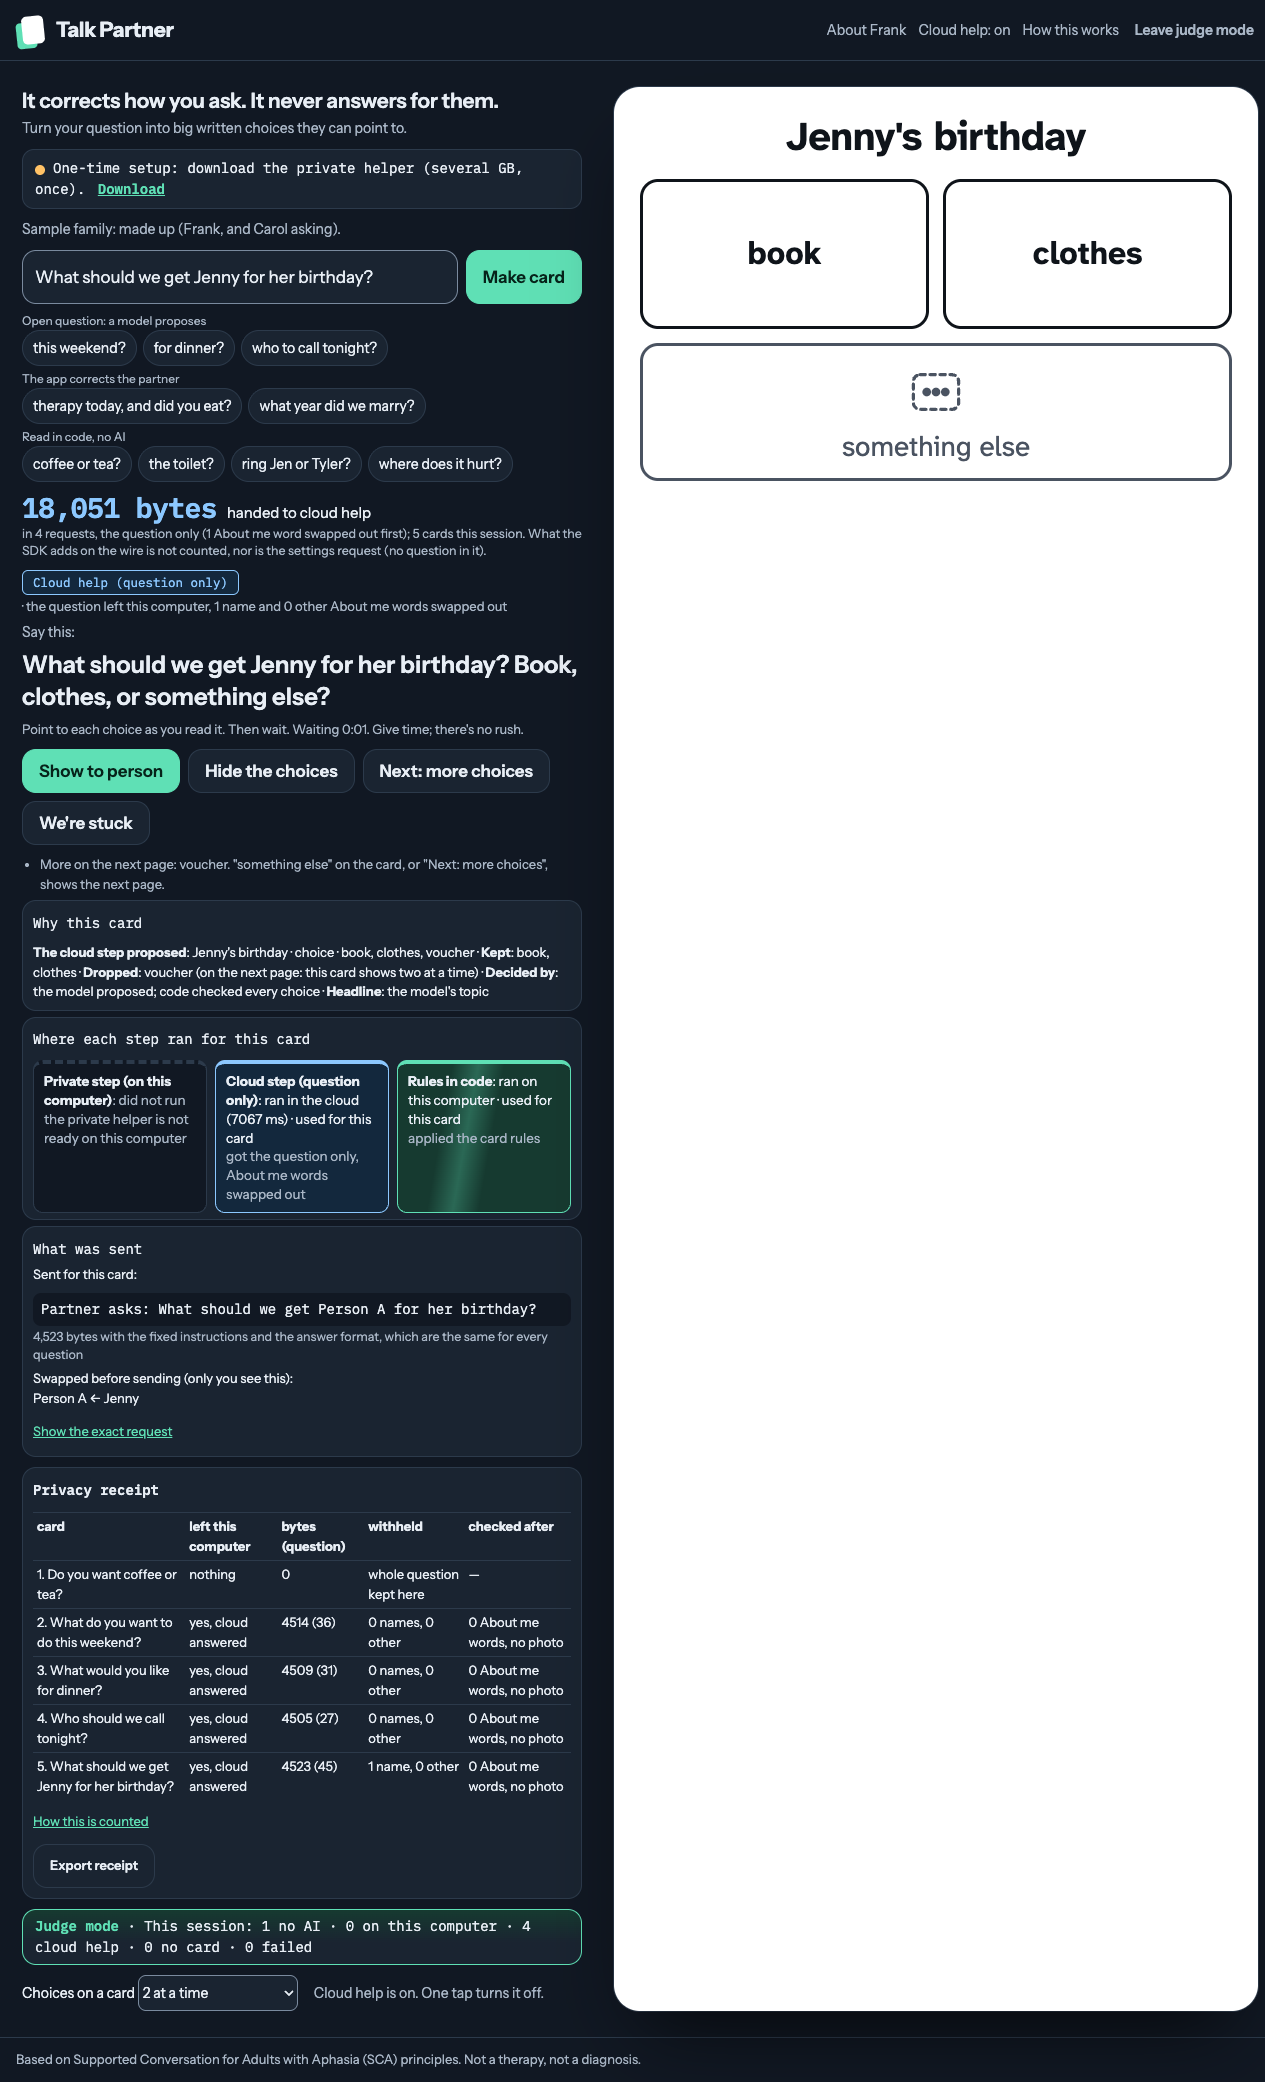 Talk Partner
About Frank Cloud help: on How this works Leave judge mode
It corrects how you ask. It never answers for them.
Turn your question into big written choices they can point to.
One-time setup: download the private helper (several GB,
once). Download
Sample family: made up (Frank, and Carol asking).
What should we get Jenny for her birthday?
Make card
Open question: a model proposes
this weekend? for dinner? who to call tonight?
The app corrects the partner
therapy today, and did you eat? what year did we marry?
Read in code, no AI
coffee or tea? the toilet? ring Jen or Tyler? where does it hurt?
18,051 bytes handed to cloud help
in 4 requests, the question only (1 About me word swapped out first); 5 cards this session. What the
SDK adds on the wire is not counted, nor is the settings request (no question in it).
Cloud help (question only)
· the question left this computer, 1 name and 0 other About me words swapped out
Say this:
What should we get Jenny for her birthday? Book,
clothes, or something else?
Point to each choice as you read it. Then wait. Waiting 0:01. Give time; there's no rush.
Show to person Hide the choices Next: more choices
We're stuck
• More on the next page: voucher. "something else" on the card, or "Next: more choices",
shows the next page.
Why this card
The cloud step proposed: Jenny's birthday · choice · book, clothes, voucher · Kept: book,
clothes · Dropped: voucher (on the next page: this card shows two at a time) · Decided by:
the model proposed; code checked every choice · Headline: the model's topic
Where each step ran for this card
Private step (on this
computer): did not run
the private helper is not
ready on this computer
Cloud step (question
only): ran in the cloud
(7067 ms) · used for this
card
got the question only,
About me words
swapped out
Rules in code: ran on
this computer · used for
this card
applied the card rules
What was sent
Sent for this card:
Partner asks: What should we get Person A for her birthday?
4,523 bytes with the fixed instructions and the answer format, which are the same for every
question
Swapped before sending (only you see this):
Person A ← Jenny
Show the exact request
Privacy receipt
card left this computer bytes (question) withheld checked after
1. Do you want coffee or tea? nothing 0 whole question kept here —
2. What do you want to do this weekend? yes, cloud answered 4514 (36) 0 names, 0 other 0 About me words, no photo
3. What would you like for dinner? yes, cloud answered 4509 (31) 0 names, 0 other 0 About me words, no photo
4. Who should we call tonight? yes, cloud answered 4505 (27) 0 names, 0 other 0 About me words, no photo
5. What should we get Jenny for her birthday? yes, cloud answered 4523 (45) 1 name, 0 other 0 About me words, no photo
How this is counted
Export receipt
Judge mode · This session: 1 no AI · 0 on this computer · 4
cloud help · 0 no card · 0 failed
Choices on a card 2 at a time Cloud help is on. One tap turns it off.
Jenny's birthday
book clothes
something else
Based on Supported Conversation for Adults with Aphasia (SCA) principles. Not a therapy, not a diagnosis.